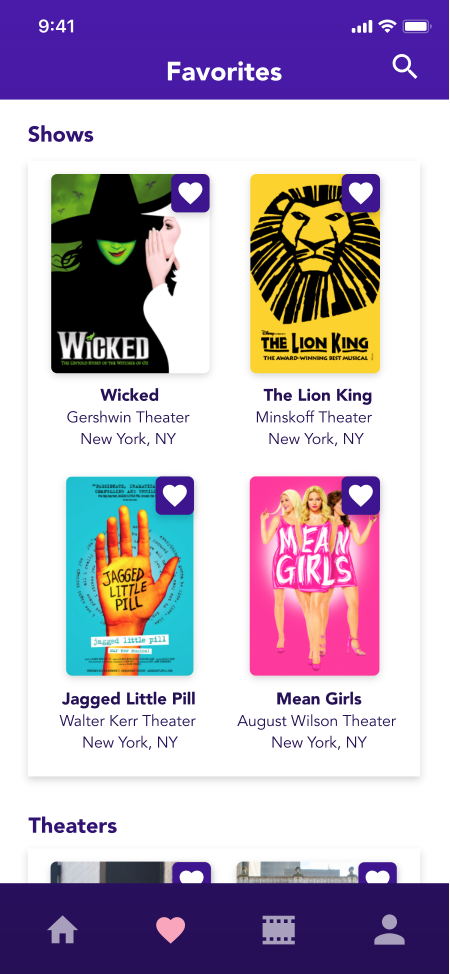 9:41
Favorites
Shows
WICKED
THE UNTOLD STORY OF THE WITCHES OF OZ
Disney
THE LION KING
THE AWARD-WINNING BEST MUSICAL
Wicked
Gershwin Theater
New York, NY
The Lion King
Minskoff Theater
New York, NY
JAGGED
LITTLE
PILL
jagged little pill
MEAN
GIRLS
Jagged Little Pill
Walter Kerr Theater
New York, NY
Mean Girls
August Wilson Theater
New York, NY
Theaters